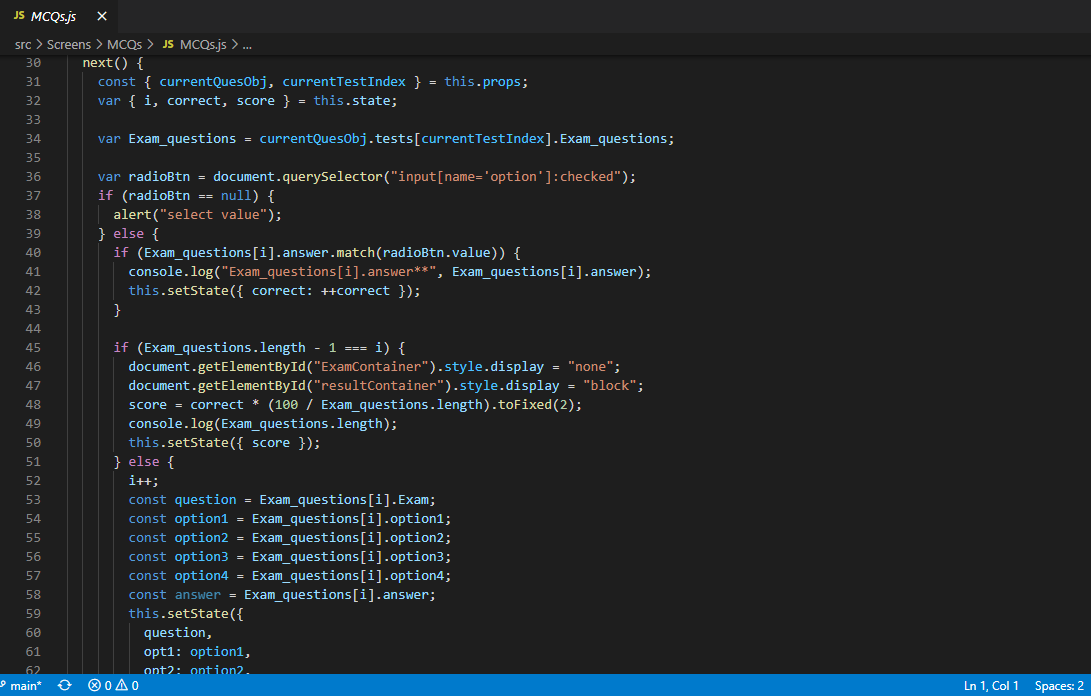 JS MCQs.js ×
src > Screens > MCQs > JS MCQs.js > ...
30 next() {
31 const { currentQuesObj, currentTestIndex } = this.props;
32 var { i, correct, score } = this.state;
33
34 var Exam_questions = currentQuesObj.tests[currentTestIndex].Exam_questions;
35
36 var radioBtn = document.querySelector("input[name='option']:checked");
37 if (radioBtn == null) {
38 alert("select value");
39 } else {
40 if (Exam_questions[i].answer.match(radioBtn.value)) {
41 console.log("Exam_questions[i].answer**", Exam_questions[i].answer);
42 this.setState({ correct: ++correct });
43 }
44
45 if (Exam_questions.length - 1 === i) {
46 document.getElementById("ExamContainer").style.display = "none";
47 document.getElementById("resultContainer").style.display = "block";
48 score = correct * (100 / Exam_questions.length).toFixed(2);
49 console.log(Exam_questions.length);
50 this.setState({ score });
51 } else {
52 i++;
53 const question = Exam_questions[i].Exam;
54 const option1 = Exam_questions[i].option1;
55 const option2 = Exam_questions[i].option2;
56 const option3 = Exam_questions[i].option3;
57 const option4 = Exam_questions[i].option4;
58 const answer = Exam_questions[i].answer;
59 this.setState({
60 question,
61 opt1: option1,
62 opt2: option2,
main* 0 0 Ln 1, Col 1 Spaces: 2